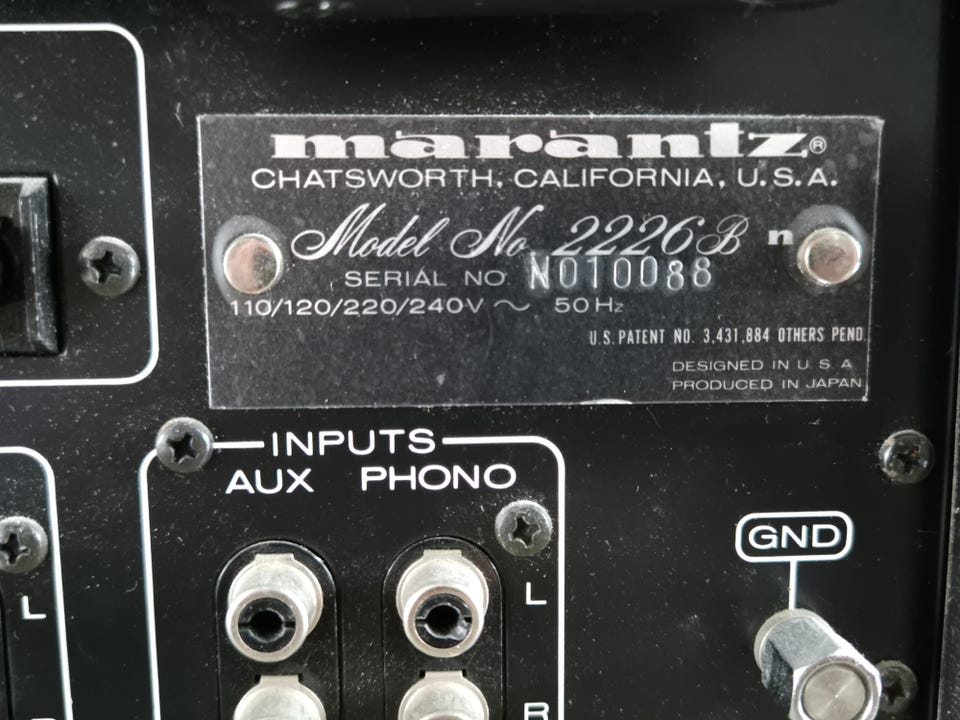 marantz®
CHATSWORTH, CALIFORNIA, U.S.A.
Model No 2226B n
SERIAL NO N010088
110/120/220/240V ～ 50Hz
U.S. PATENT NO. 3,431,884 OTHERS PEND.
DESIGNED IN U S A
PRODUCED IN JAPAN
INPUTS
AUX PHONO
GND
L
L
R